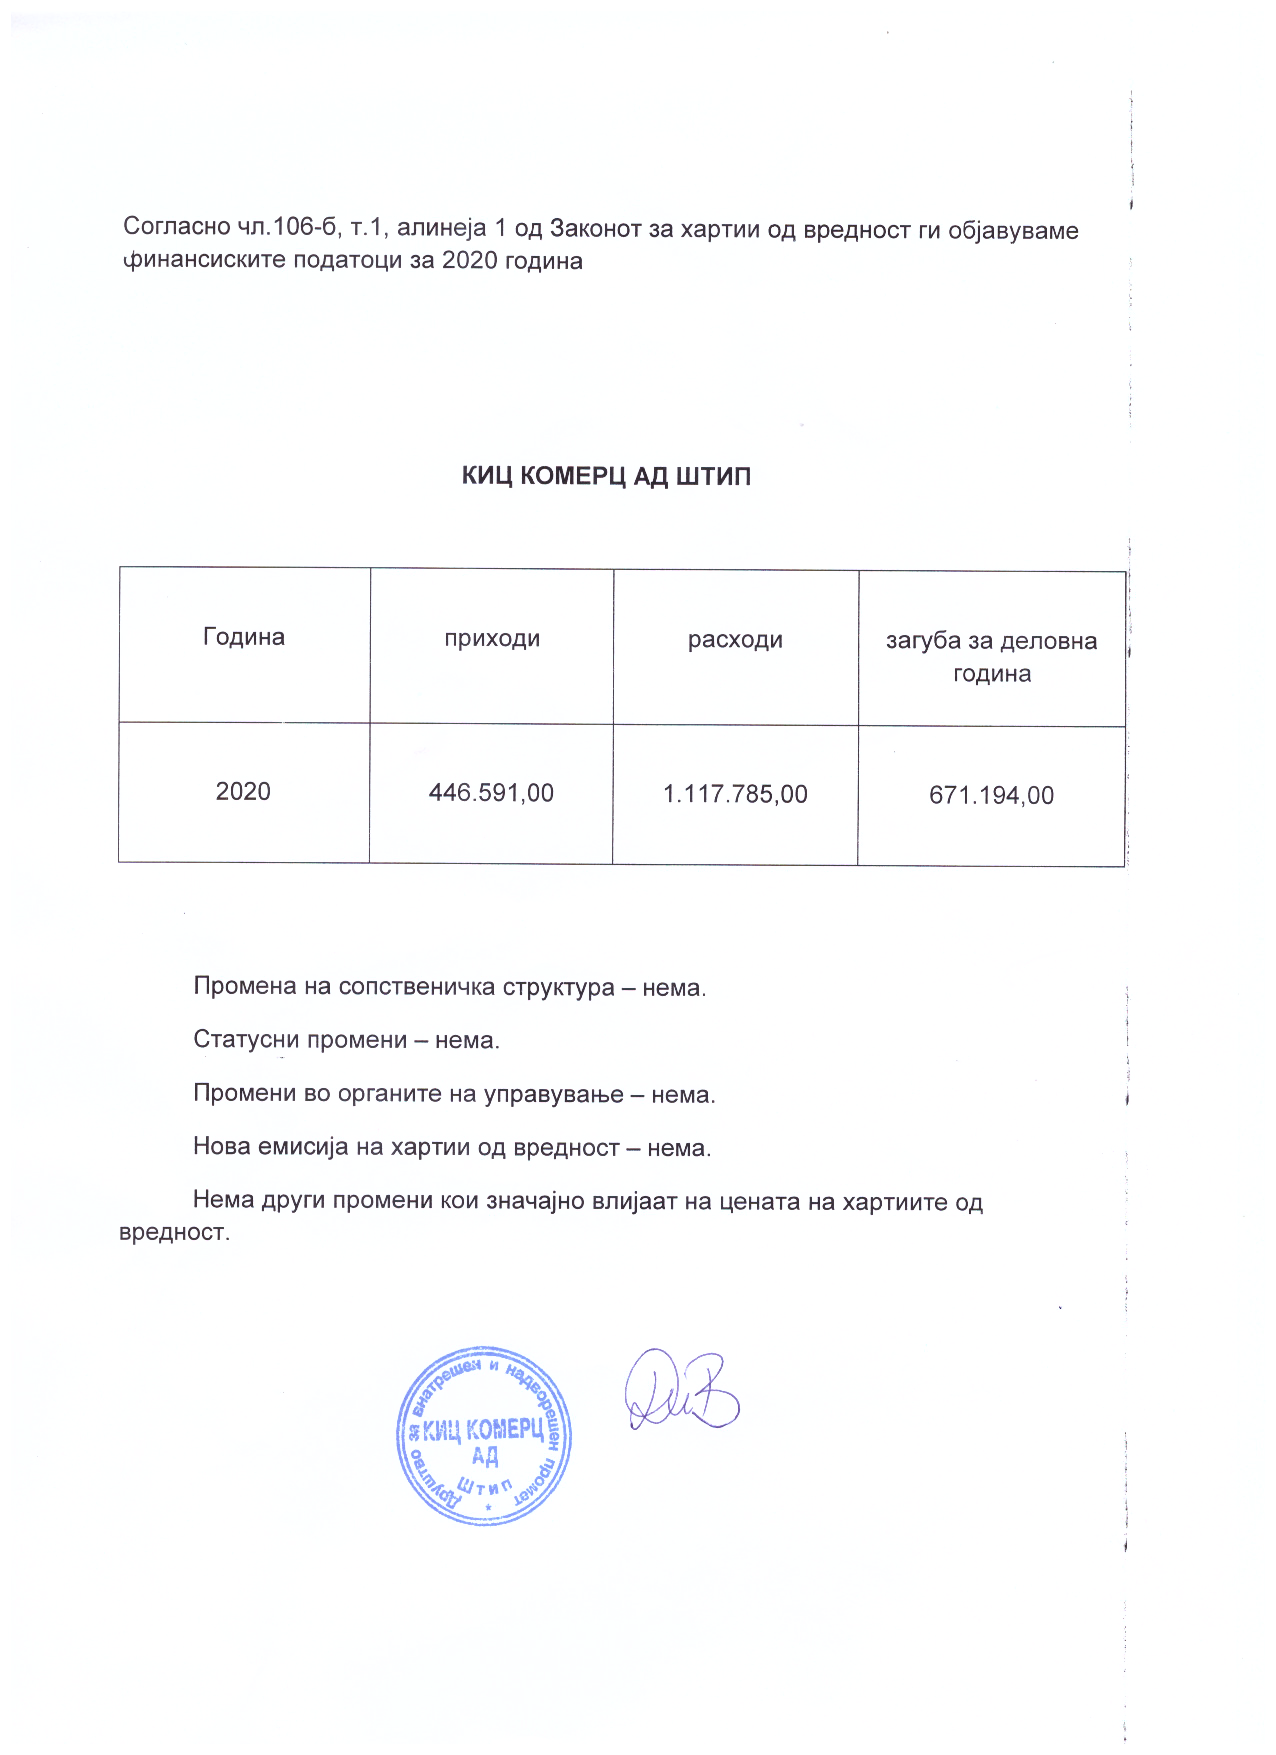 Согласно чл.106-б, т.1, алинеја 1 од Законот за хартии од вредност ги објавуваме
финансиските податоци за 2020 година
КИЦ КОМЕРЦ АД ШТИП
Година
приходи
расходи
загуба за деловна
година
2020
446.591,00
1.117.785,00
671.194,00
Промена на сопственичка структура – нема.
Статусни промени – нема.
Промени во органите на управување – нема.
Нова емисија на хартии од вредност – нема.
Нема други промени кои значајно влијаат на цената на хартиите од
вредност.
Друштво за внатрешен и надворешен промет
КИЦ КОМЕРЦ
АД
Штип